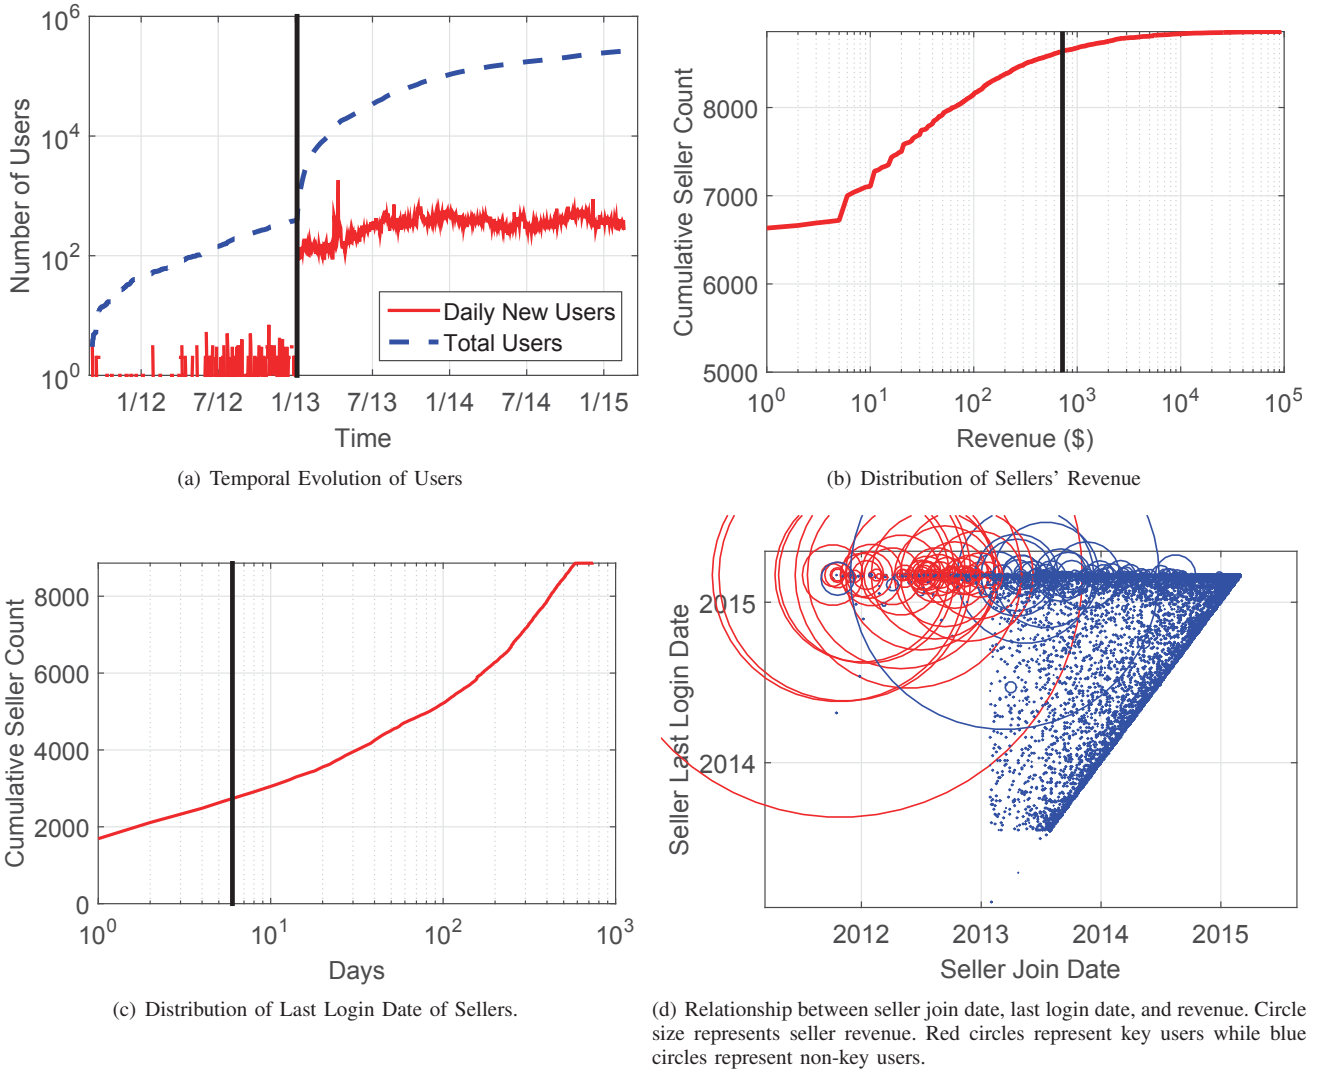 10^6
10^4
10^2
10^0
Number of Users
Daily New Users
Total Users
1/12 7/12 1/13 7/13 1/14 7/14 1/15
Time
(a) Temporal Evolution of Users
8000
7000
6000
5000
Cumulative Seller Count
10^0 10^1 10^2 10^3 10^4 10^5
Revenue ($)
(b) Distribution of Sellers' Revenue
8000
6000
4000
2000
0
Cumulative Seller Count
10^0 10^1 10^2 10^3
Days
(c) Distribution of Last Login Date of Sellers.
2015
2014
Seller Last Login Date
2012 2013 2014 2015
Seller Join Date
(d) Relationship between seller join date, last login date, and revenue. Circle
size represents seller revenue. Red circles represent key users while blue
circles represent non-key users.